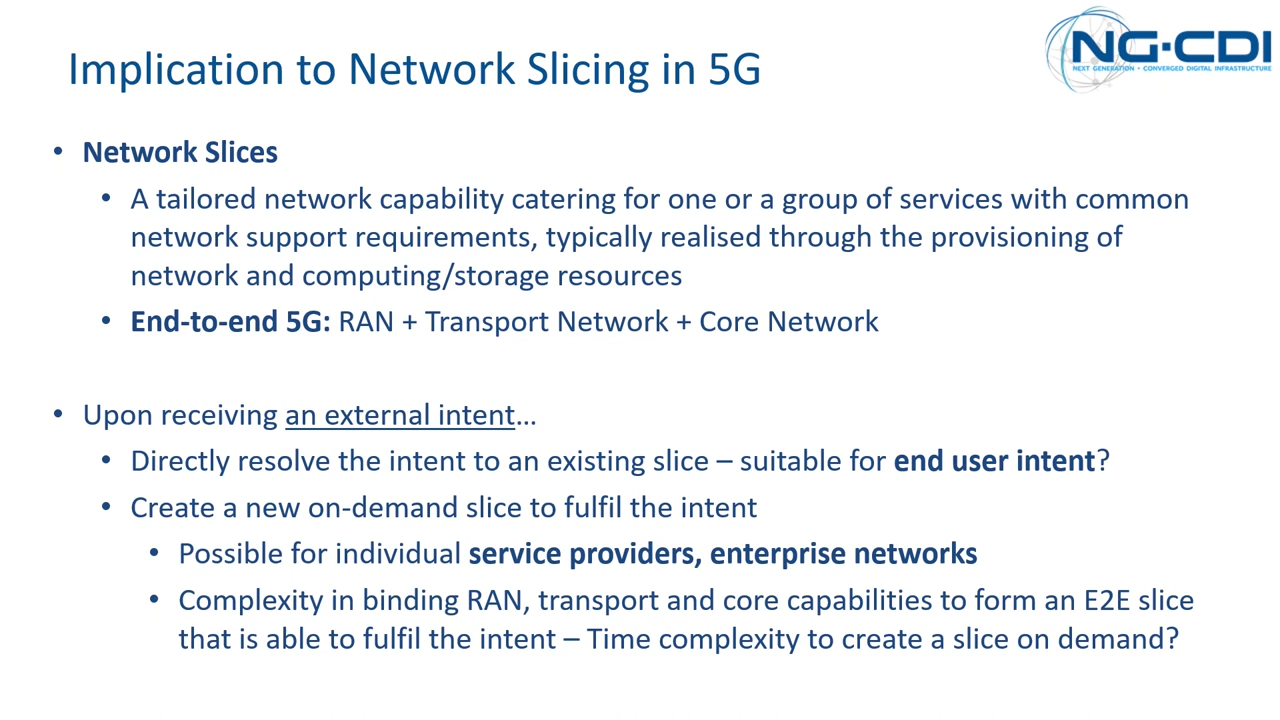 Implication to Network Slicing in 5G
NG·CDI
NEXT GENERATION • CONVERGED DIGITAL INFRASTRUCTURE
• Network Slices
• A tailored network capability catering for one or a group of services with common
network support requirements, typically realised through the provisioning of
network and computing/storage resources
• End-to-end 5G: RAN + Transport Network + Core Network
• Upon receiving an external intent…
• Directly resolve the intent to an existing slice – suitable for end user intent?
• Create a new on-demand slice to fulfil the intent
• Possible for individual service providers, enterprise networks
• Complexity in binding RAN, transport and core capabilities to form an E2E slice
that is able to fulfil the intent – Time complexity to create a slice on demand?